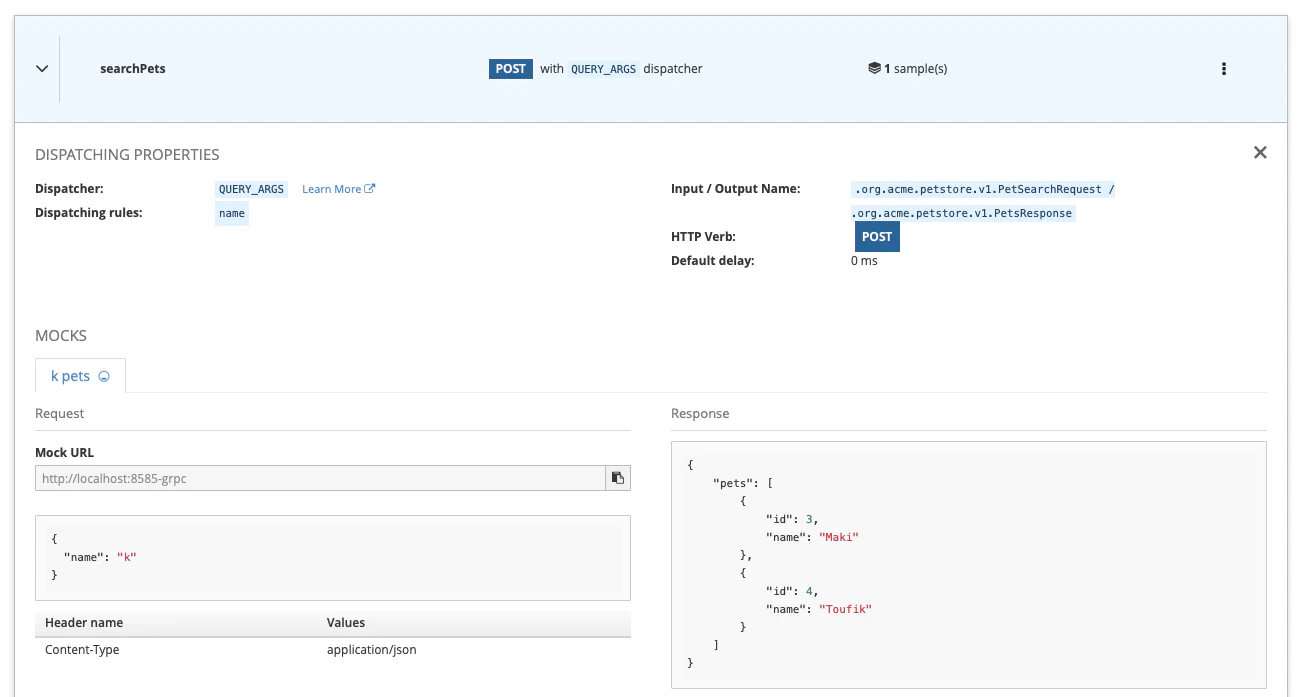 searchPets POST with QUERY_ARGS dispatcher 1 sample(s)
DISPATCHING PROPERTIES
Dispatcher: QUERY_ARGS Learn More
Dispatching rules: name
Input / Output Name: .org.acme.petstore.v1.PetSearchRequest /
.org.acme.petstore.v1.PetsResponse
HTTP Verb: POST
Default delay: 0 ms
MOCKS
k pets
Request
Mock URL
http://localhost:8585-grpc
{
"name": "k"
}
Header name Values
Content-Type application/json
Response
{
"pets": [
{
"id": 3,
"name": "Maki"
},
{
"id": 4,
"name": "Toufik"
}
]
}